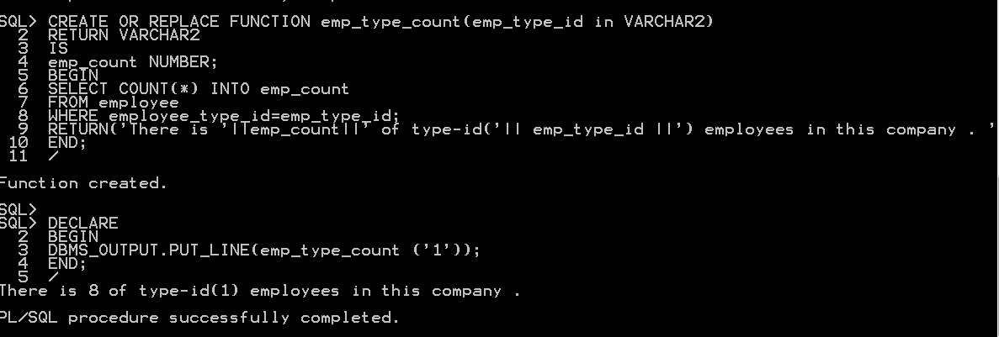 SQL> CREATE OR REPLACE FUNCTION emp_type_count(emp_type_id in VARCHAR2)
2 RETURN VARCHAR2
3 IS
4 emp_count NUMBER;
5 BEGIN
6 SELECT COUNT(*) INTO emp_count
7 FROM employee
8 WHERE employee_type_id=emp_type_id;
9 RETURN('There is '||emp_count||' of type-id('|| emp_type_id ||') employees in this company . '
10 END;
11 /
Function created.
SQL>
SQL> DECLARE
2 BEGIN
3 DBMS_OUTPUT.PUT_LINE(emp_type_count ('1'));
4 END;
5 /
There is 8 of type-id(1) employees in this company .
PL/SQL procedure successfully completed.